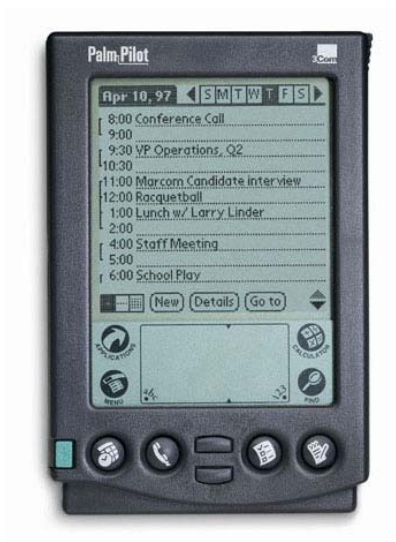 PalmPilot
3Com
Apr 10, 97 S M T W T F S
8:00 Conference Call
9:00
9:30 VP Operations, Q2
10:30
11:00 Marcom Candidate interview
12:00 Racquetball
1:00 Lunch w/ Larry Linder
2:00
4:00 Staff Meeting
5:00
6:00 School Play
New Details Go to
APPLICATIONS
CALCULATOR
MENU
abc
123
FIND